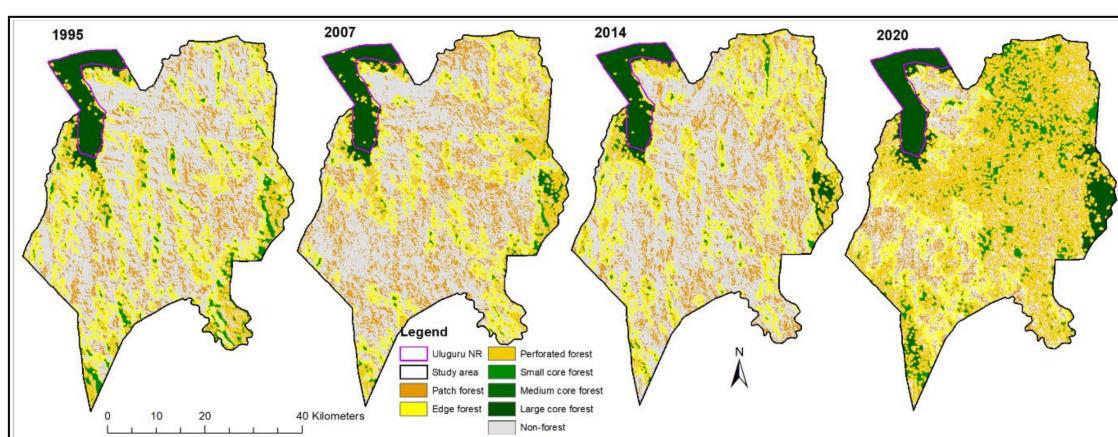 1995
2007
2014
2020
Legend
Uluguru NR
Study area
Patch forest
Edge forest
Perforated forest
Small core forest
Medium core forest
Large core forest
Non-forest
N
0 10 20 40 Kilometers